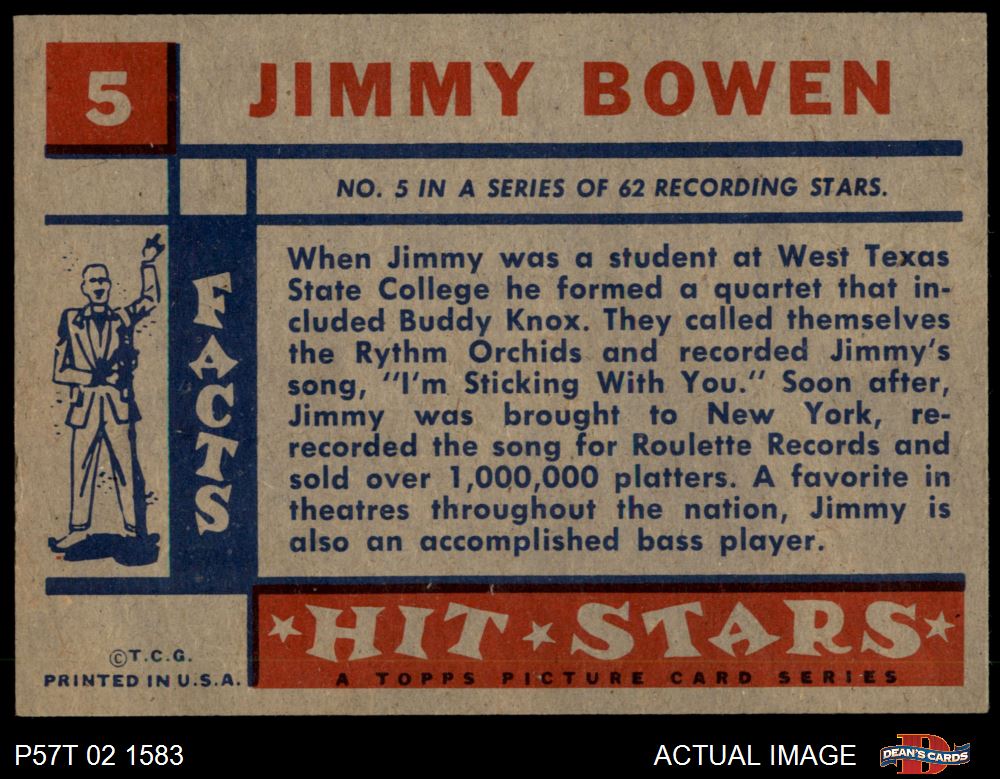 5
JIMMY BOWEN
NO. 5 IN A SERIES OF 62 RECORDING STARS.
FACTS
When Jimmy was a student at West Texas
State College he formed a quartet that in-
cluded Buddy Knox. They called themselves
the Rythm Orchids and recorded Jimmy's
song, "I'm Sticking With You." Soon after,
Jimmy was brought to New York, re-
recorded the song for Roulette Records and
sold over 1,000,000 platters. A favorite in
theatres throughout the nation, Jimmy is
also an accomplished bass player.
HIT STARS
A TOPPS PICTURE CARD SERIES
©T.C.G.
PRINTED IN U.S.A.
P57T 02 1583
ACTUAL IMAGE
DEAN'S CARDS